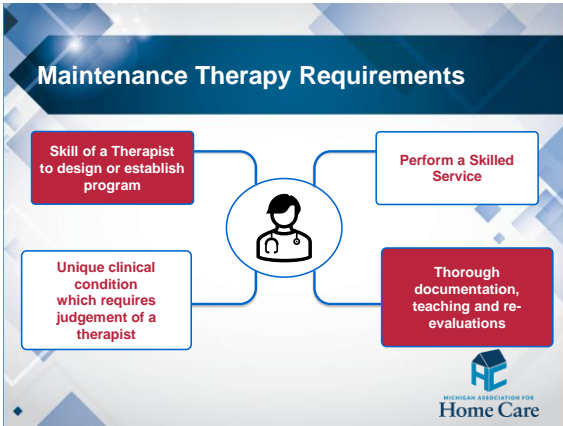 Maintenance Therapy Requirements
Skill of a Therapist
to design or establish
program
Perform a Skilled
Service
Unique clinical
condition
which requires
judgement of a
therapist
Thorough
documentation,
teaching and re-
evaluations
HC
MICHIGAN ASSOCIATION FOR
Home Care